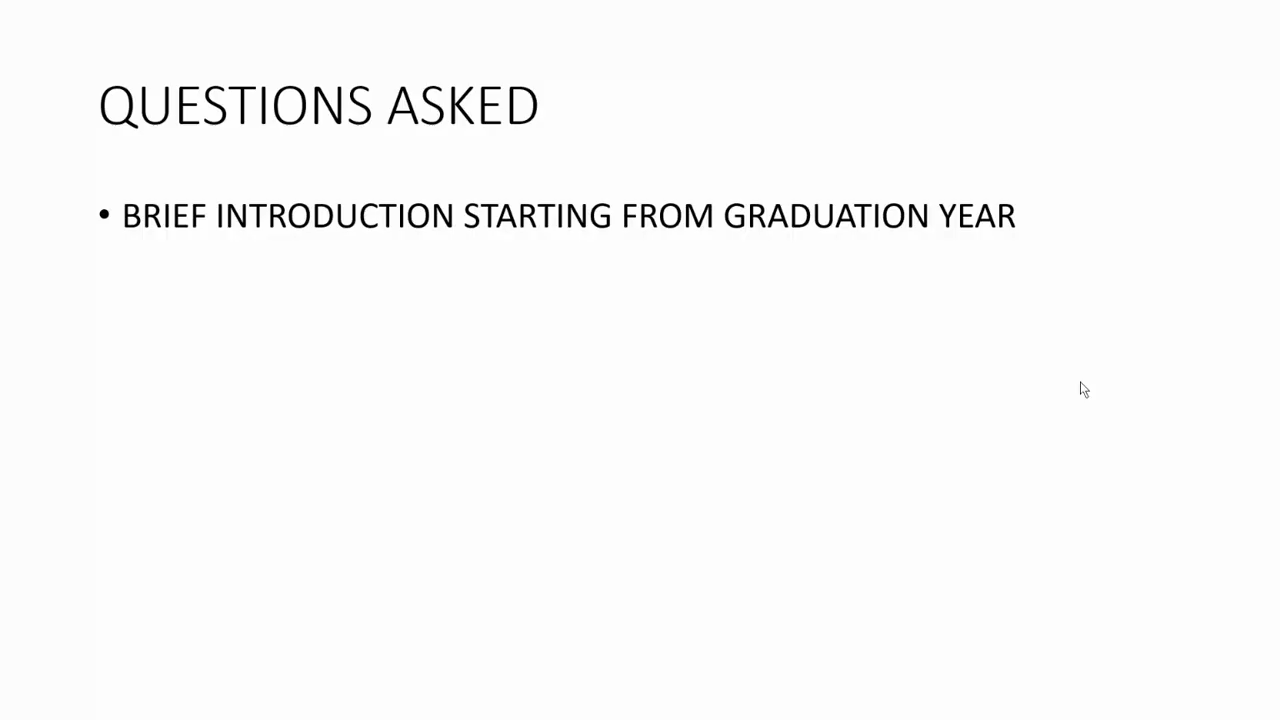 QUESTIONS ASKED
• BRIEF INTRODUCTION STARTING FROM GRADUATION YEAR